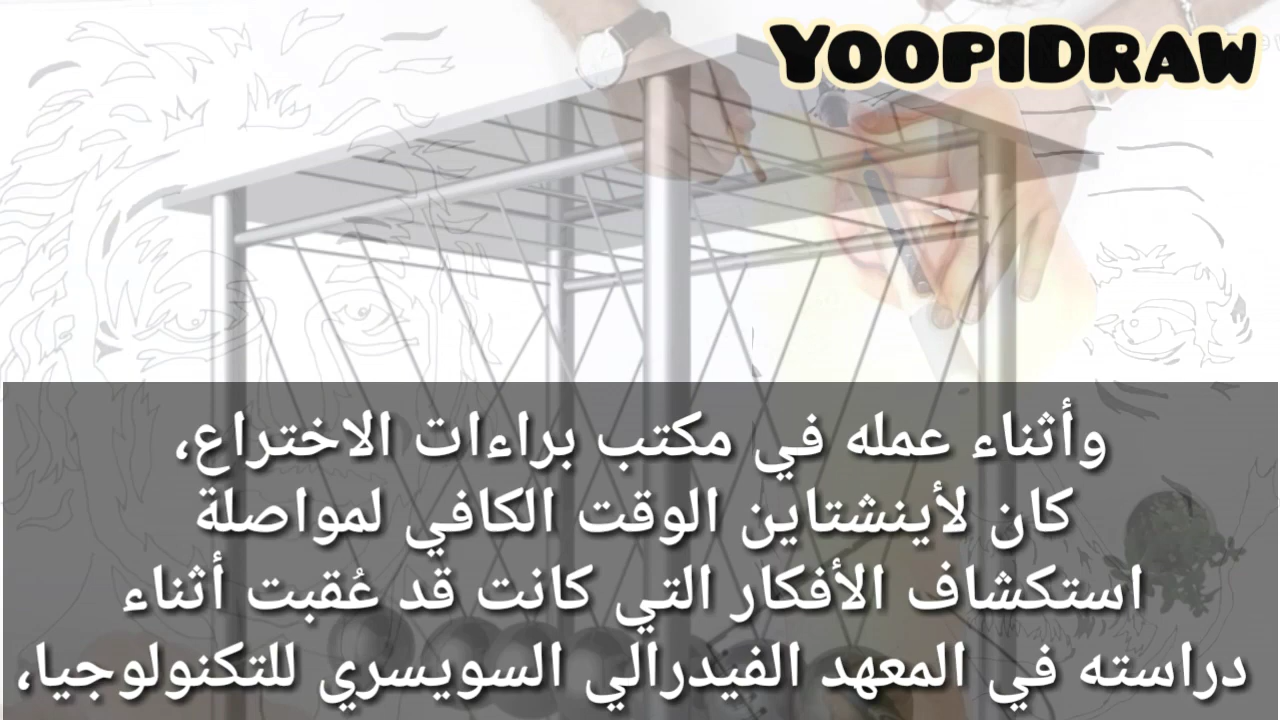 YOOPIDRAW
وأثناء عمله في مكتب براءات الاختراع،
كان لأينشتاين الوقت الكافي لمواصلة
استكشاف الأفكار التي كانت قد عُقبت أثناء
دراسته في المعهد الفيدرالي السويسري للتكنولوجيا،